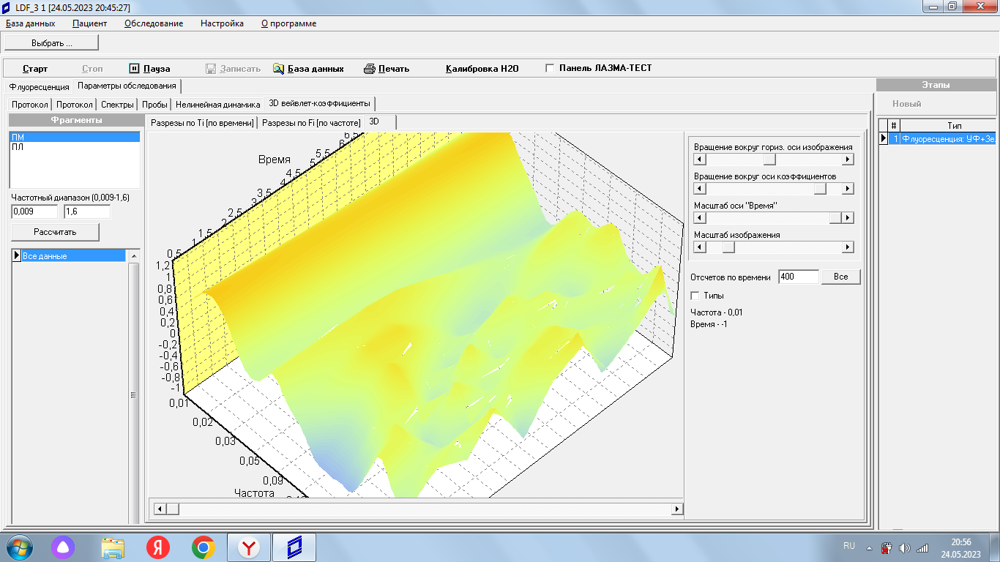 LDF_3 1 [24.05.2023 20:45:27]
База данных Пациент Обследование Настройка О программе
Выбрать ...
Старт Стоп Пауза Записать База данных Печать Калибровка H2O Панель ЛАЗМА-ТЕСТ
Флуоресценция Параметры обследования
Протокол Протокол Спектры Пробы Нелинейная динамика 3D вейвлет-коэффициенты
Фрагменты
ПМ
ПЛ
Частотный диапазон (0,009-1,6)
0,009 1,6
Рассчитать
Все данные
Разрезы по Ti [по времени] Разрезы по Fi [по частоте] 3D
Время
6,5
6
5,5
5
4,5
4
3,5
3
2,5
2
1,5
1
0,5
1,2
1
0,8
0,6
0,4
0,2
0
-0,2
-0,4
-0,6
-0,8
-1
0,01
0,02
0,03
0,05
0,09
Частота
Вращение вокруг гориз. оси изображения
Вращение вокруг оси коэффициентов
Масштаб оси "Время"
Масштаб изображения
Отсчетов по времени 400 Все
Типы
Частота - 0,01
Время - -1
Этапы
Новый
# Тип
1 Флуоресценция: УФ+Зе
RU
20:56
24.05.2023